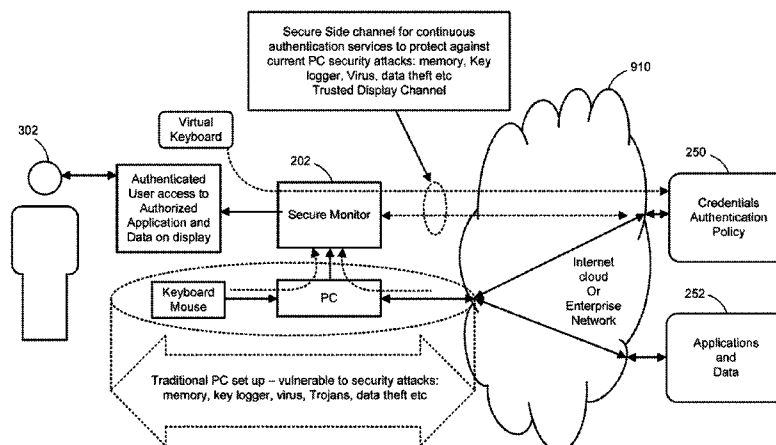 Secure Side channel for continuous
authentication services to protect against
current PC security attacks: memory, Key
logger, Virus, data theft etc
Trusted Display Channel
910
302
Virtual
Keyboard
202
250
Authenticated
User access to
Authorized
Application and
Data on display
Secure Monitor
Credentials
Authentication
Policy
Internet
cloud
Or
Enterprise
Network
Keyboard
Mouse
PC
252
Applications
and
Data
Traditional PC set up – vulnerable to security attacks:
memory, key logger, virus, Trojans, data theft etc